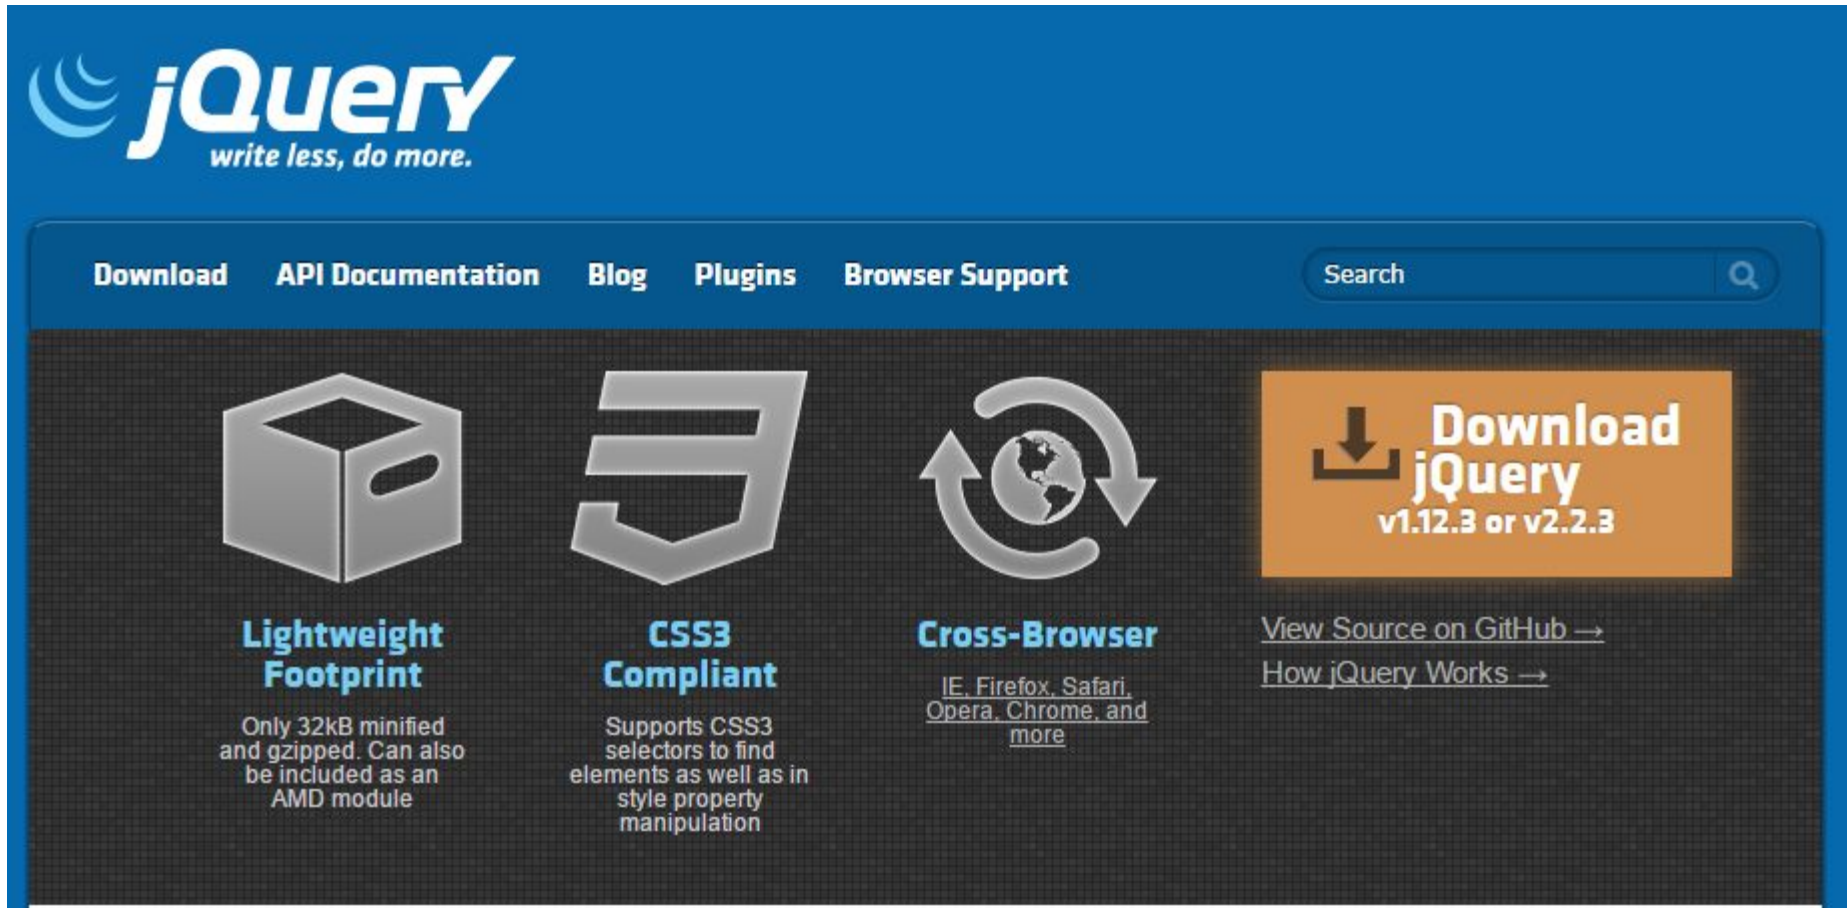 jQuery
write less, do more.
Download API Documentation Blog Plugins Browser Support Search
Lightweight
Footprint
Only 32kB minified
and gzipped. Can also
be included as an
AMD module
CSS3
Compliant
Supports CSS3
selectors to find
elements as well as in
style property
manipulation
Cross-Browser
IE, Firefox, Safari,
Opera, Chrome, and
more
Download
jQuery
v1.12.3 or v2.2.3
View Source on GitHub →
How jQuery Works →